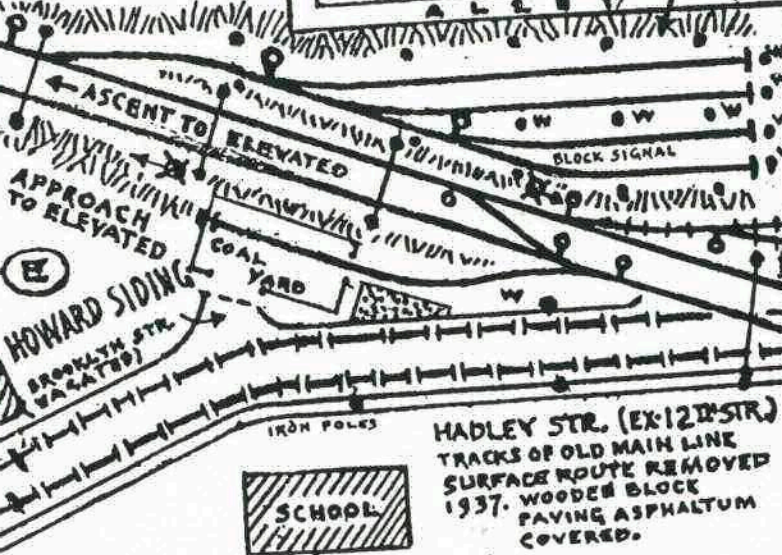 ← ASCENT TO ELEVATED
W
W
W
BLOCK SIGNAL
APPROACH
TO ELEVATED
COAL
YARD
E
HOWARD SIDING
BROOKLYN STR.
VACATED)
W
IRON POLES
HADLEY STR. (EX-12TH STR.)
TRACKS OF OLD MAIN LINE
SURFACE ROUTE REMOVED
1937. WOODEN BLOCK
PAVING ASPHALTUM
COVERED.
SCHOOL